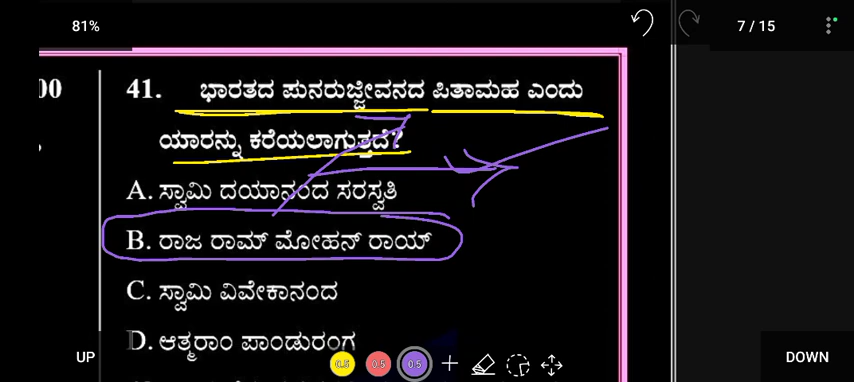 81%
7 / 15
00
41. ಭಾರತದ ಪುನರುಜ್ಜೀವನದ ಪಿತಾಮಹ ಎಂದು
ಯಾರನ್ನು ಕರೆಯಲಾಗುತ್ತದೆ?
A. ಸ್ವಾಮಿ ದಯಾನಂದ ಸರಸ್ವತಿ
B. ರಾಜ ರಾಮ್ ಮೋಹನ್ ರಾಯ್
C. ಸ್ವಾಮಿ ವಿವೇಕಾನಂದ
D. ಆತ್ಮರಾಂ ಪಾಂಡುರಂಗ
UP
0.5 0.5 0.5
DOWN